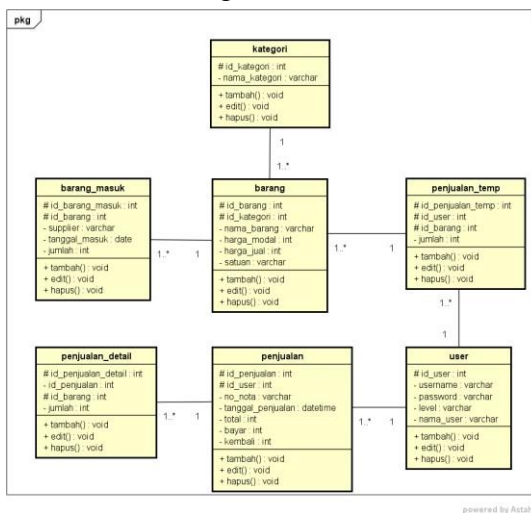 pkg
kategori
# id_kategori : int
- nama_kategori : varchar
+ tambah() : void
+ edit() : void
+ hapus() : void
1
1..*
barang_masuk
# id_barang_masuk : int
# id_barang : int
- supplier : varchar
- tanggal_masuk : date
- jumlah : int
+ tambah() : void
+ edit() : void
+ hapus() : void
1..*
1
barang
# id_barang : int
# id_kategori : int
- nama_barang : varchar
- harga_modal : int
- harga_jual : int
- satuan : varchar
+ tambah() : void
+ edit() : void
+ hapus() : void
1..*
1
penjualan_temp
# id_penjualan_temp : int
# id_user : int
# id_barang : int
- jumlah : int
+ tambah() : void
+ edit() : void
+ hapus() : void
1..*
1
penjualan_detail
# id_penjualan_detail : int
- id_penjualan : int
# id_barang : int
- jumlah : int
+ tambah() : void
+ edit() : void
+ hapus() : void
1..*
1
penjualan
# id_penjualan : int
# id_user : int
- no_nota : varchar
- tanggal_penjualan : datetime
- total : int
- bayar : int
- kembali : int
+ tambah() : void
+ edit() : void
+ hapus() : void
1..*
1
user
# id_user : int
- username : varchar
- password : varchar
- level : varchar
- nama_user : varchar
+ tambah() : void
+ edit() : void
+ hapus() : void
powered by Astah